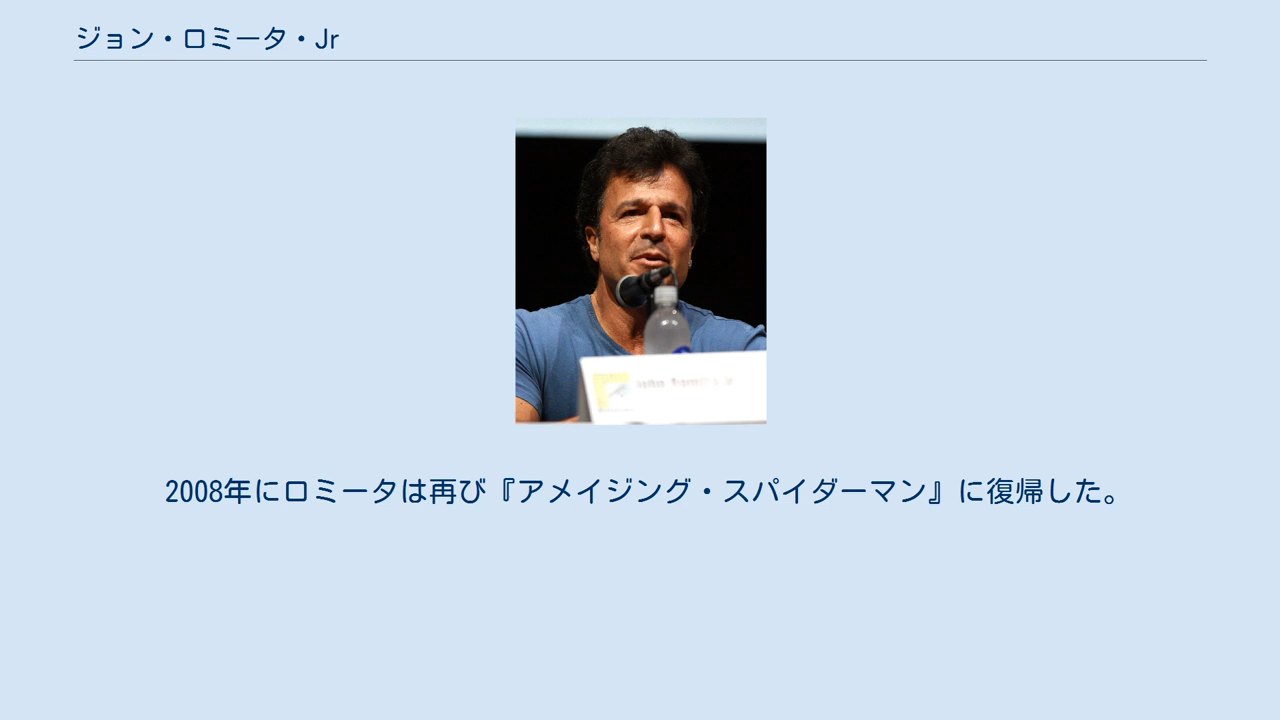 ジョン・ロミータ・Jr
2008年にロミータは再び『アメイジング・スパイダーマン』に復帰した。